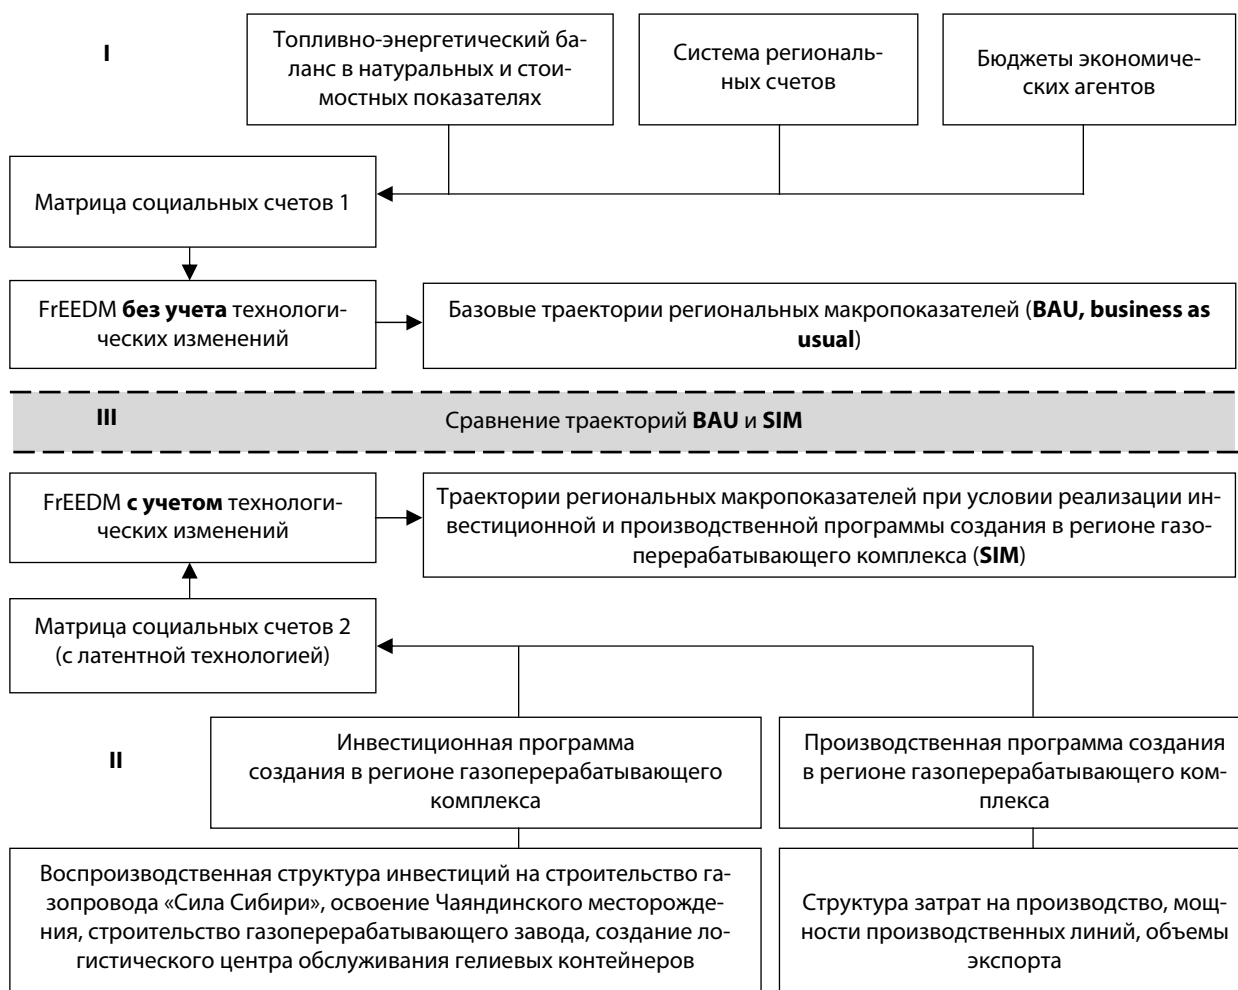 I
Топливно-энергетический ба-
ланс в натуральных и стои-
мостных показателях
Система региональ-
ных счетов
Бюджеты экономиче-
ских агентов
Матрица социальных счетов 1
FrEEDM без учета технологи-
ческих изменений
Базовые траектории региональных макропоказателей (BAU, business as
usual)
III
Сравнение траекторий BAU и SIM
FrEEDM с учетом технологи-
ческих изменений
Траектории региональных макропоказателей при условии реализации ин-
вестиционной и производственной программы создания в регионе газо-
перерабатывающего комплекса (SIM)
Матрица социальных счетов 2
(с латентной технологией)
II
Инвестиционная программа
создания в регионе газоперерабатывающего
комплекса
Производственная программа создания
в регионе газоперерабатывающего ком-
плекса
Воспроизводственная структура инвестиций на строительство га-
зопровода «Сила Сибири», освоение Чаяндинского месторожде-
ния, строительство газоперерабатывающего завода, создание ло-
гистического центра обслуживания гелиевых контейнеров
Структура затрат на производство, мощ-
ности производственных линий, объемы
экспорта